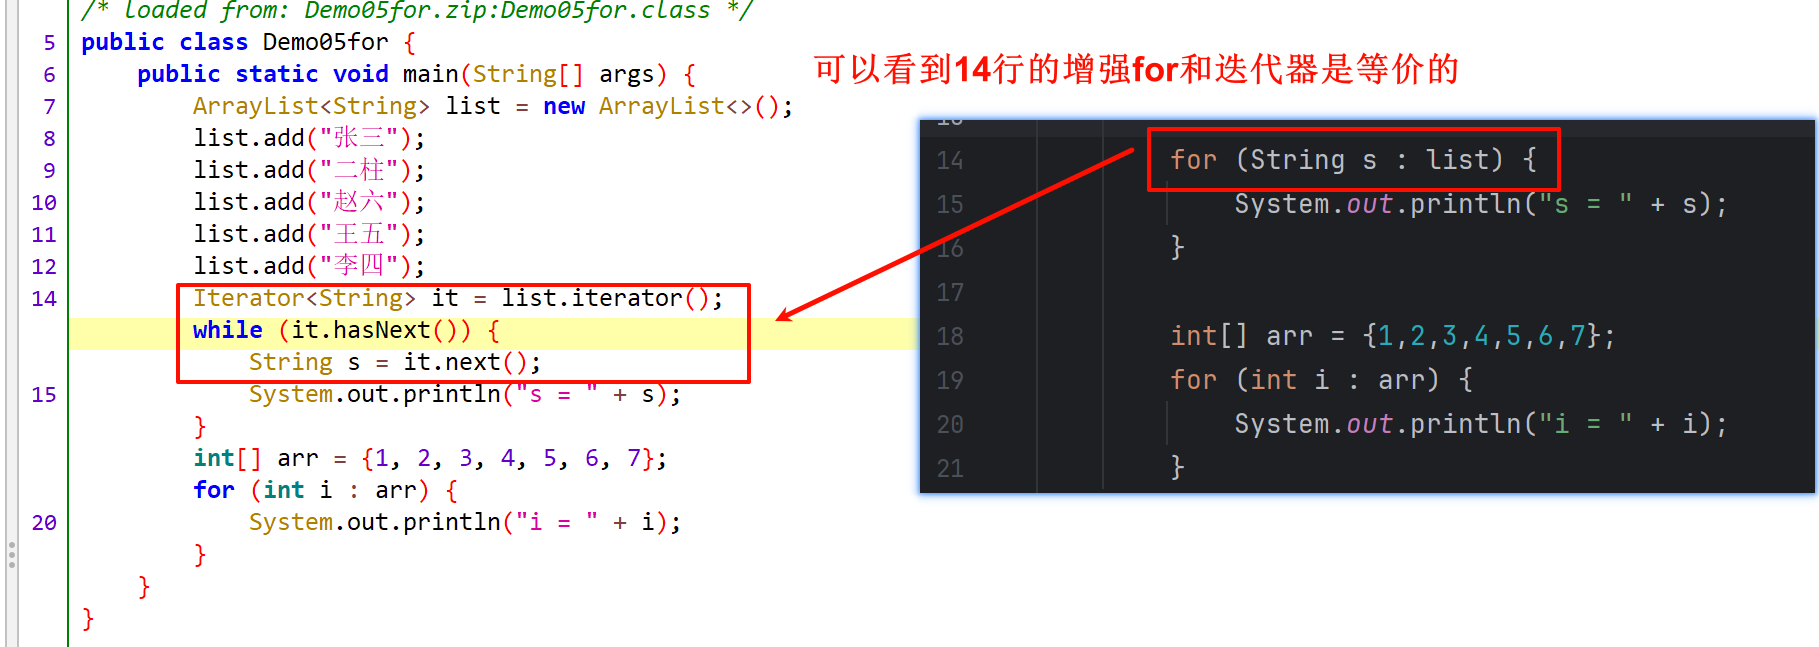 /* loaded from: Demo05for.zip:Demo05for.class */
5 public class Demo05for {
6 public static void main(String[] args) {
7 ArrayList<String> list = new ArrayList<>();
8 list.add("张三");
9 list.add("二柱");
10 list.add("赵六");
11 list.add("王五");
12 list.add("李四");
14 Iterator<String> it = list.iterator();
while (it.hasNext()) {
String s = it.next();
15 System.out.println("s = " + s);
}
int[] arr = {1, 2, 3, 4, 5, 6, 7};
for (int i : arr) {
20 System.out.println("i = " + i);
}
}
}
可以看到14行的增强for和迭代器是等价的
14 for (String s : list) {
15 System.out.println("s = " + s);
16 }
17
18 int[] arr = {1,2,3,4,5,6,7};
19 for (int i : arr) {
20 System.out.println("i = " + i);
21 }